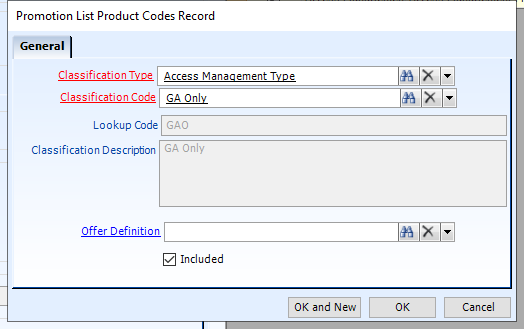 Promotion List Product Codes Record
General
Classification Type Access Management Type
Classification Code GA Only
Lookup Code GAO
Classification Description GA Only
Offer Definition
Included
OK and New OK Cancel